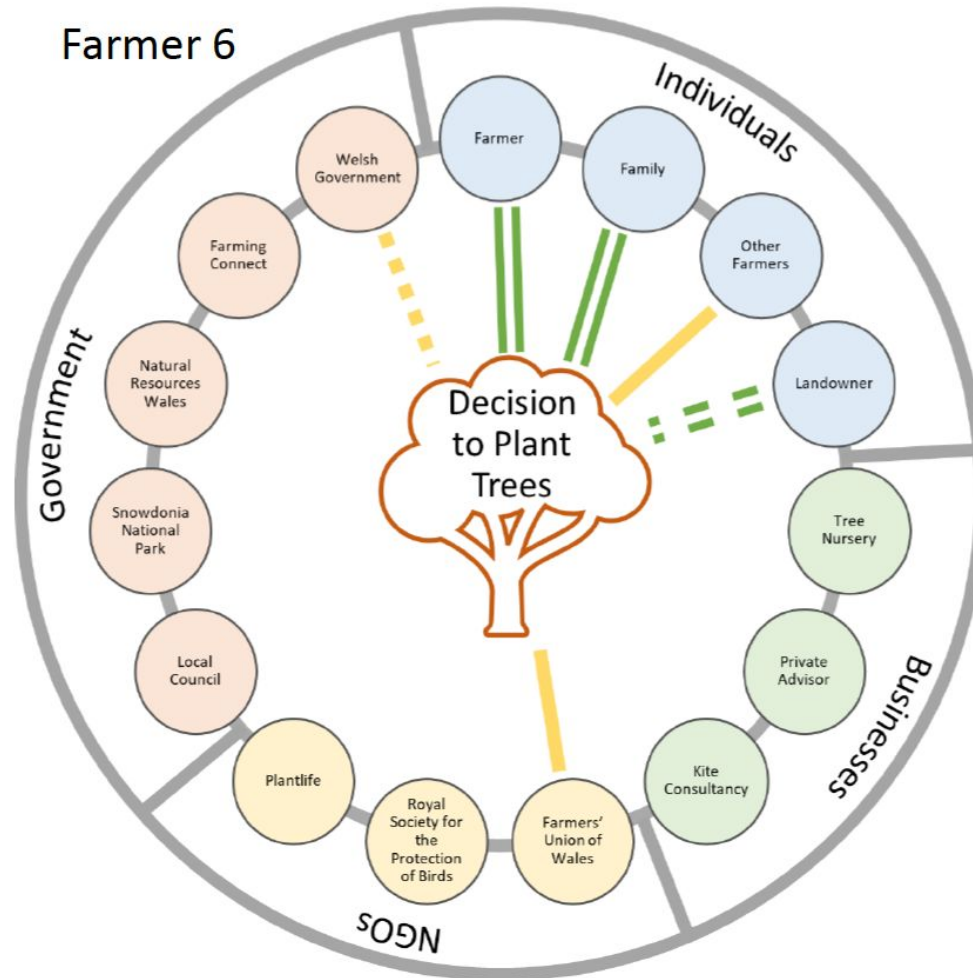 Farmer 6
Individuals
Farmer
Family
Other
Farmers
Landowner
Welsh
Government
Farming
Connect
Natural
Resources
Wales
Snowdonia
National
Park
Local
Council
Government
Decision
to Plant
Trees
Tree
Nursery
Private
Advisor
Kite
Consultancy
Businesses
Plantlife
Royal
Society for
the
Protection
of Birds
Farmers’
Union of
Wales
NGOs